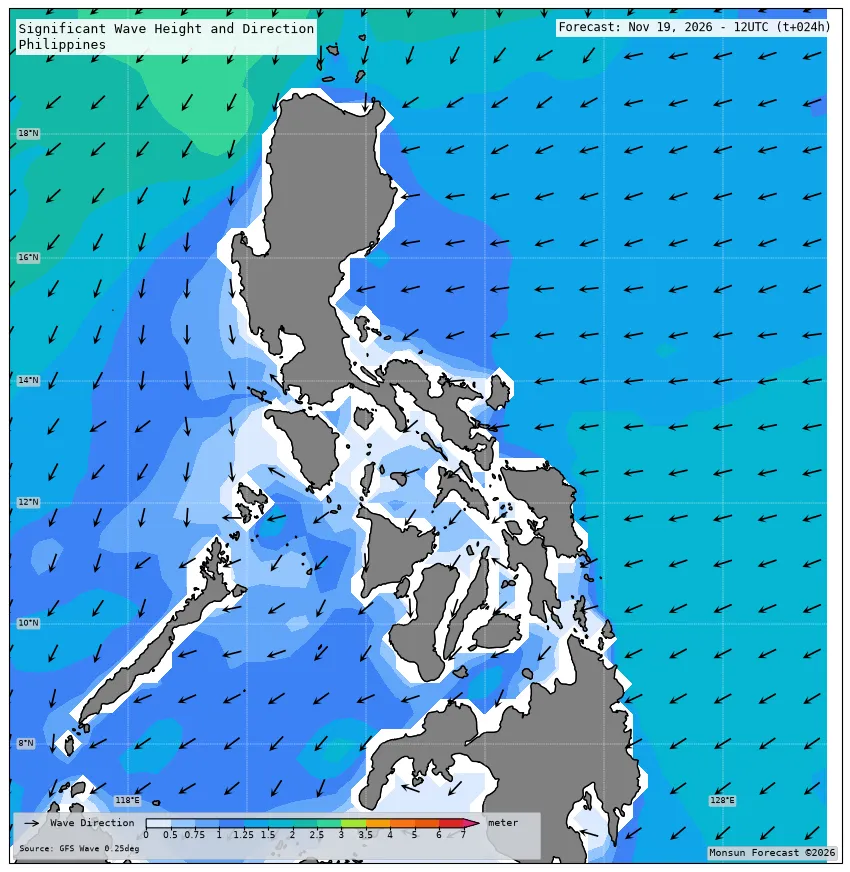 Significant Wave Height and Direction
Philippines
Forecast: Nov 19, 2026 - 12UTC (t+024h)
18°N
16°N
14°N
12°N
10°N
8°N
118°E
128°E
Wave Direction
0 0.5 0.75 1 1.25 1.5 2 2.5 3 3.5 4 5 6 7
meter
Source: GFS Wave 0.25deg
Monsun Forecast ©2026